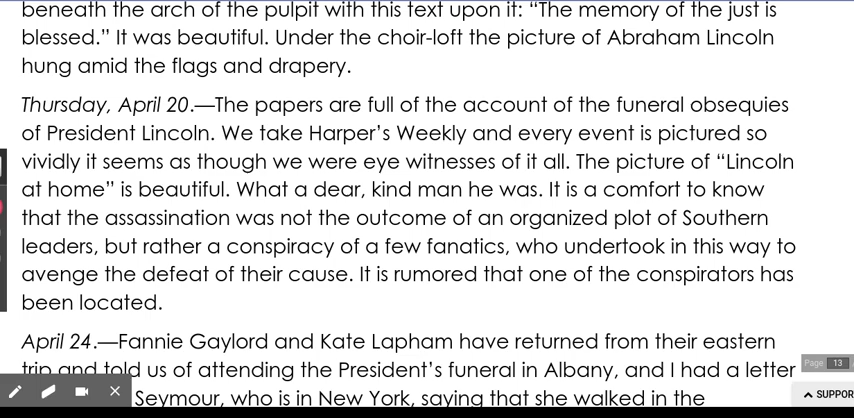 beneath the arch of the pulpit with this text upon it: “The memory of the just is
blessed.” It was beautiful. Under the choir-loft the picture of Abraham Lincoln
hung amid the flags and drapery.
Thursday, April 20.—The papers are full of the account of the funeral obsequies
of President Lincoln. We take Harper’s Weekly and every event is pictured so
vividly it seems as though we were eye witnesses of it all. The picture of “Lincoln
at home” is beautiful. What a dear, kind man he was. It is a comfort to know
that the assassination was not the outcome of an organized plot of Southern
leaders, but rather a conspiracy of a few fanatics, who undertook in this way to
avenge the defeat of their cause. It is rumored that one of the conspirators has
been located.
April 24.—Fannie Gaylord and Kate Lapham have returned from their eastern
trip and told us of attending the President’s funeral in Albany, and I had a letter
Seymour, who is in New York, saying that she walked in the
Page 13
SUPPOR